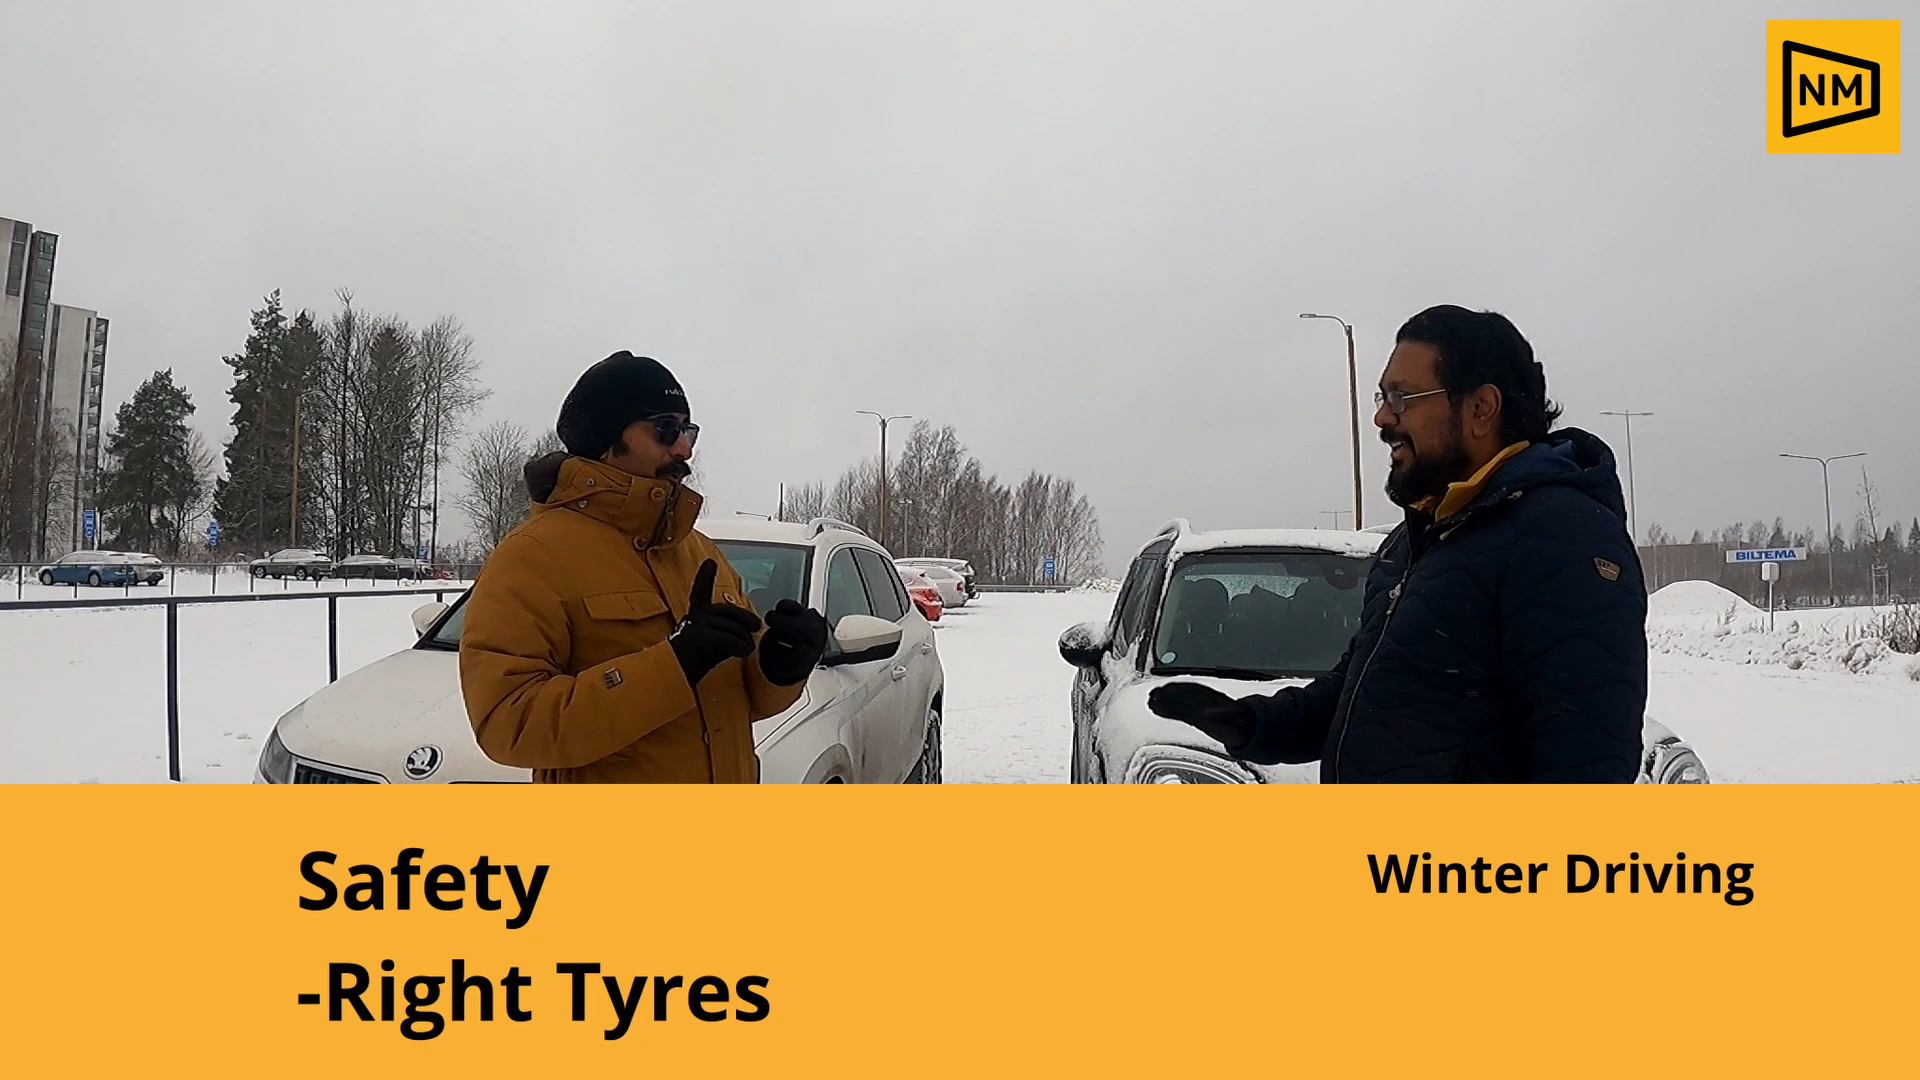 NM
BILTEMA
Safety
-Right Tyres
Winter Driving